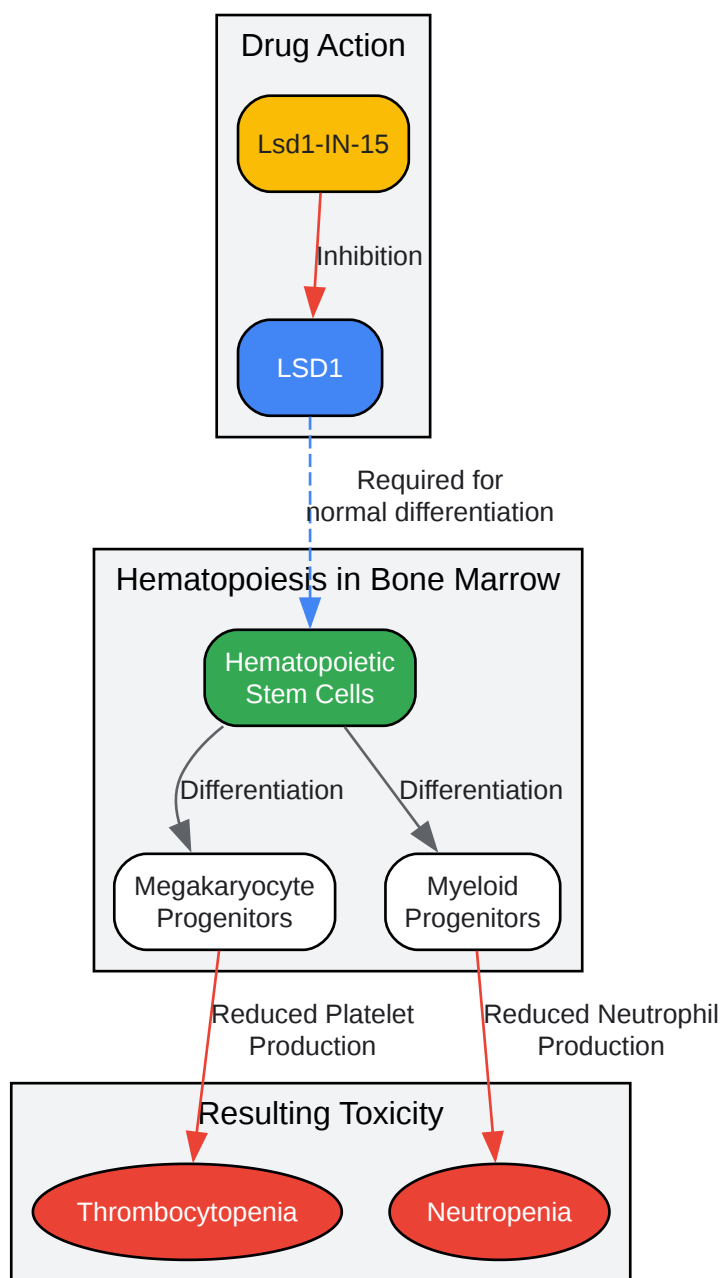 Drug Action
Lsd1-IN-15
Inhibition
LSD1
Required for
normal differentiation
Hematopoiesis in Bone Marrow
Hematopoietic
Stem Cells
Differentiation
Differentiation
Megakaryocyte
Progenitors
Myeloid
Progenitors
Reduced Platelet
Production
Reduced Neutrophil
Production
Resulting Toxicity
Thrombocytopenia
Neutropenia